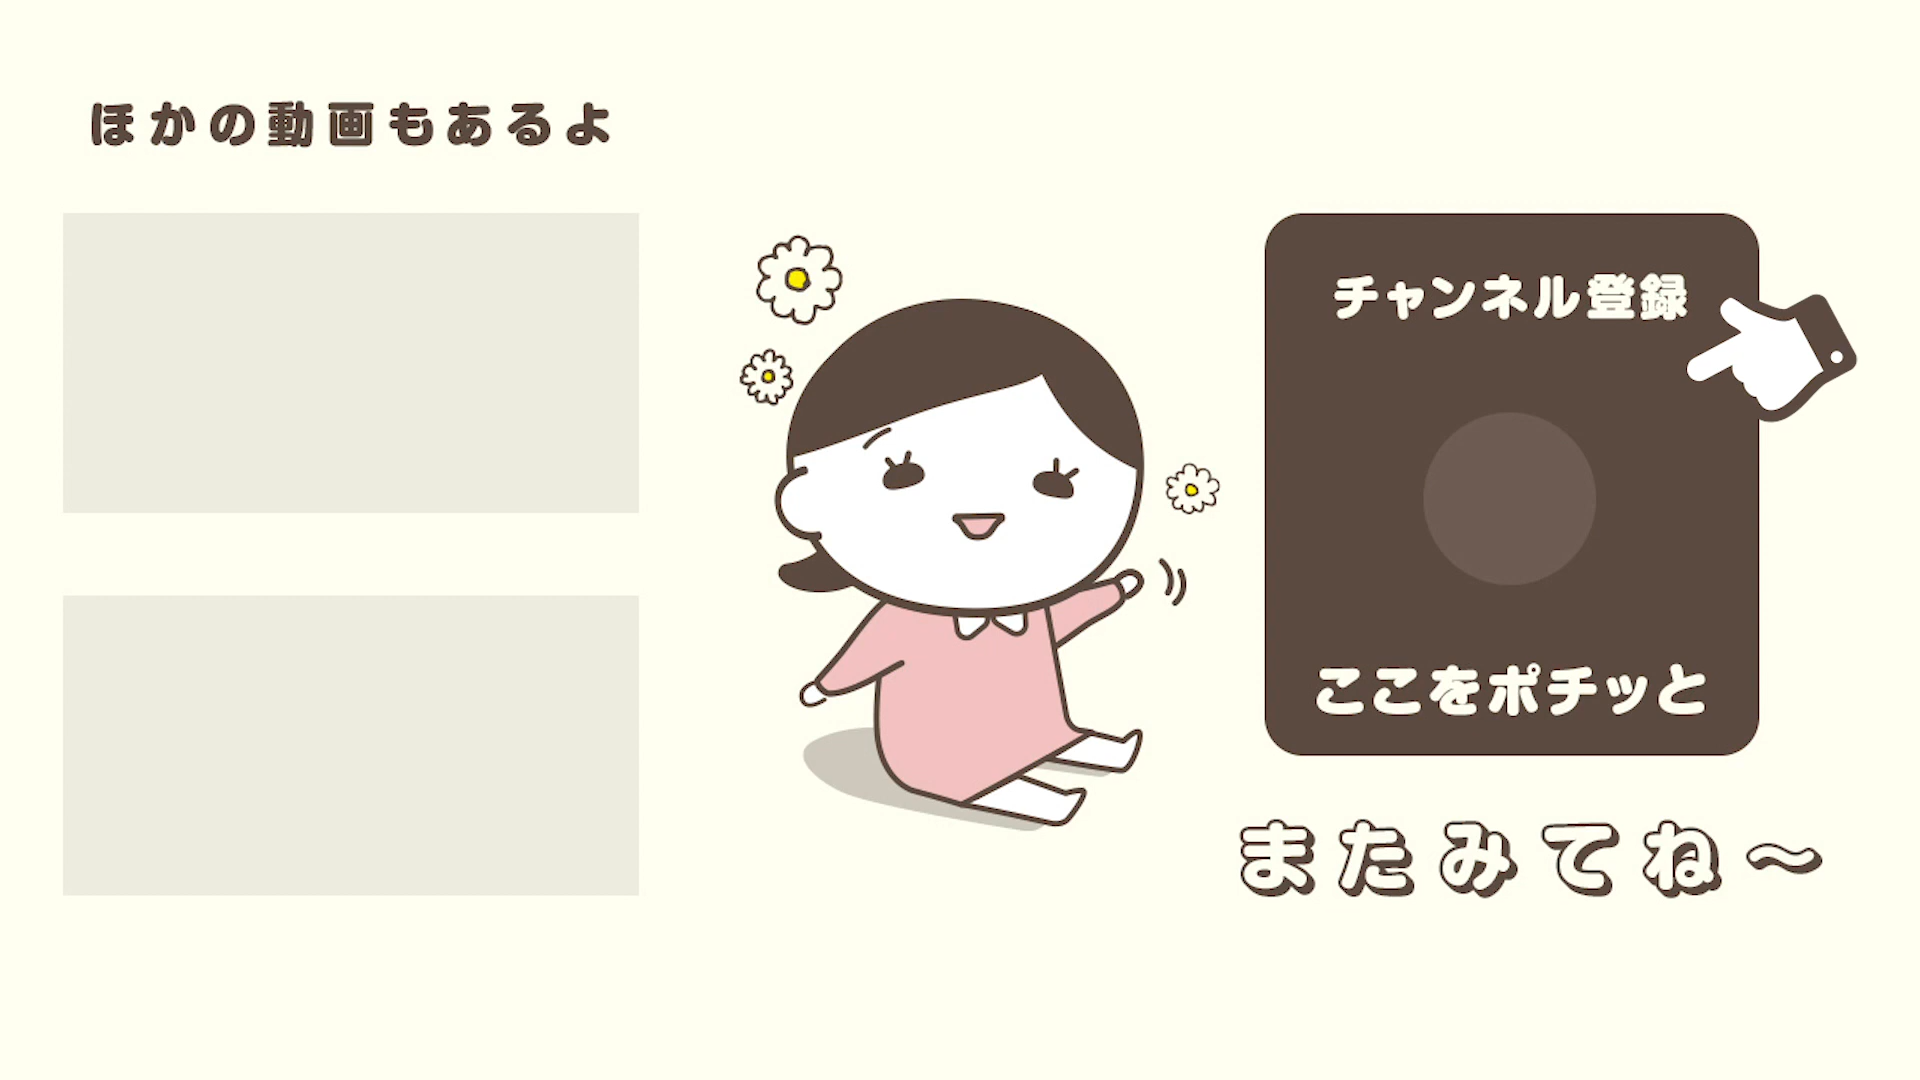 ほかの動画もあるよ
チャンネル登録
ここをポチッと
またみてね～